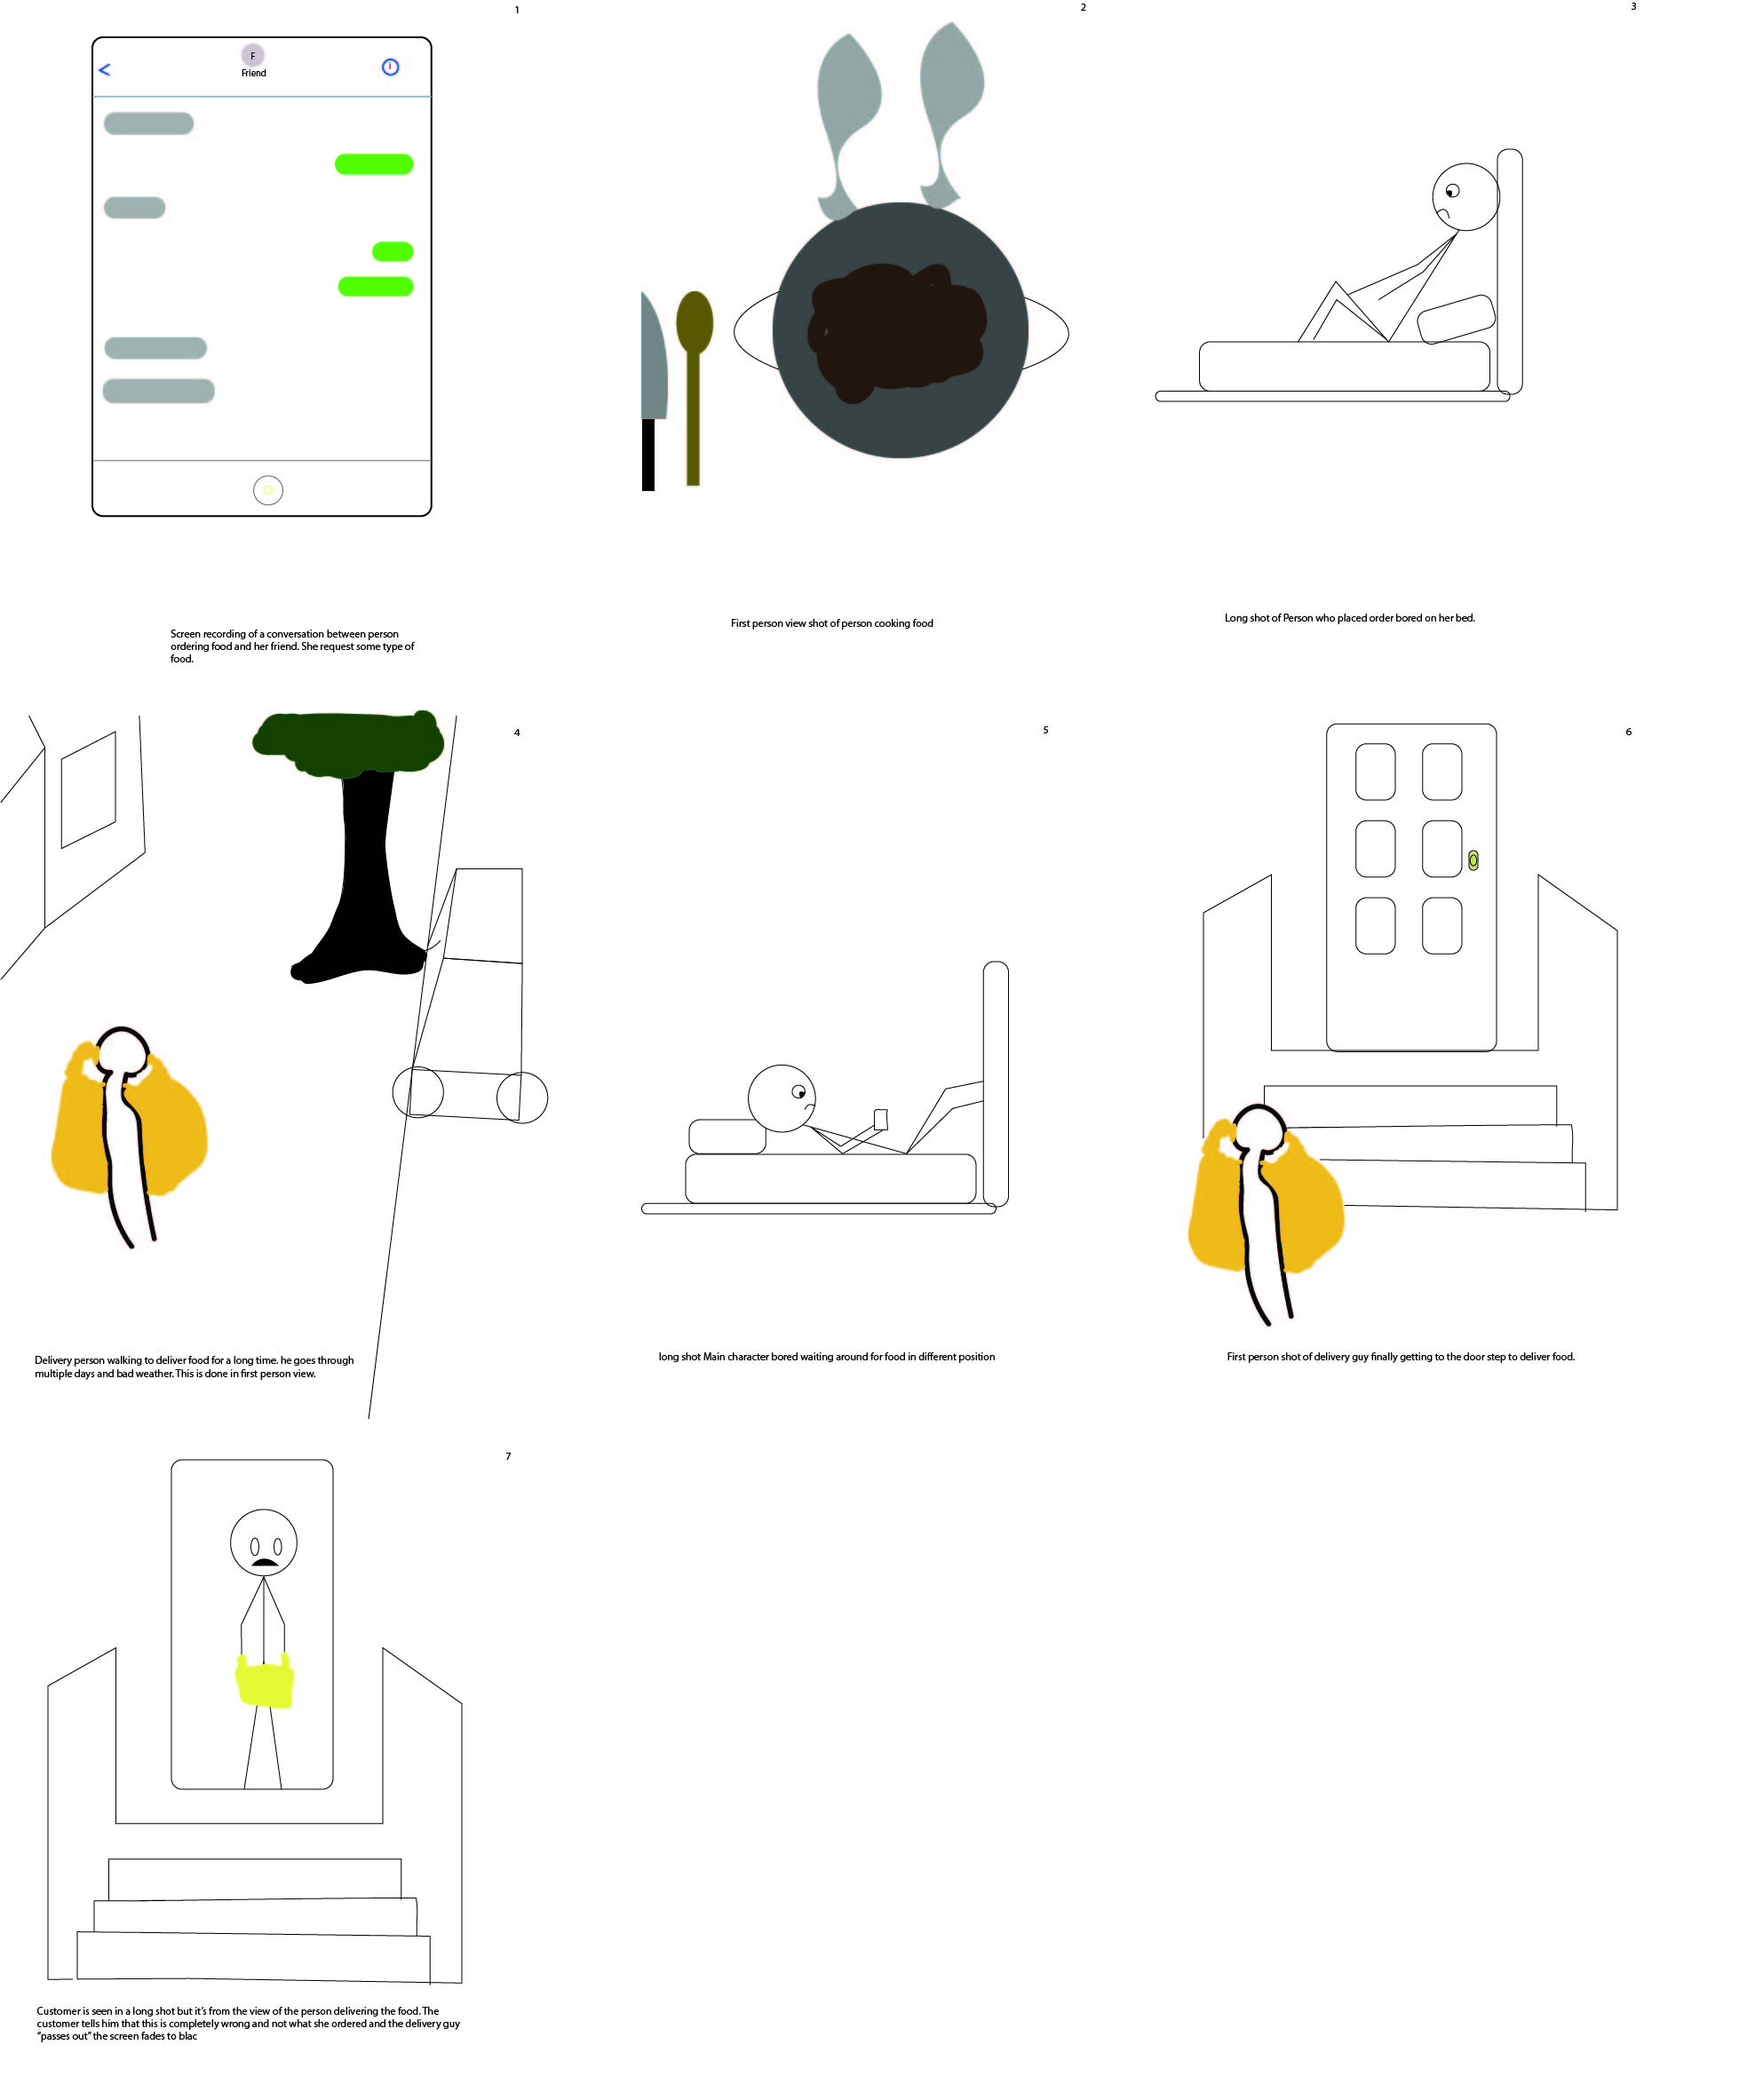 1
F
Friend
Screen recording of a conversation between person
ordering food and her friend. She request some type of
food.
2
First person view shot of person cooking food
3
Long shot of Person who placed order bored on her bed.
4
Delivery person walking to deliver food for a long time. he goes through
multiple days and bad weather. This is done in first person view.
5
long shot Main character bored waiting around for food in different position
6
First person shot of delivery guy finally getting to the door step to deliver food.
7
Customer is seen in a long shot but it's from the view of the person delivering the food. The
customer tells him that this is completely wrong and not what she ordered and the delivery guy
“passes out” the screen fades to blac